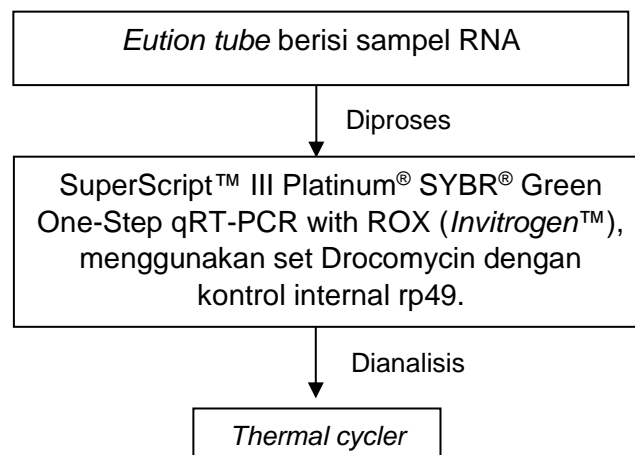 Eution tube berisi sampel RNA
Diproses
SuperScript™ III Platinum® SYBR® Green
One-Step qRT-PCR with ROX (Invitrogen™),
menggunakan set Drocomycin dengan
kontrol internal rp49.
Dianalisis
Thermal cycler